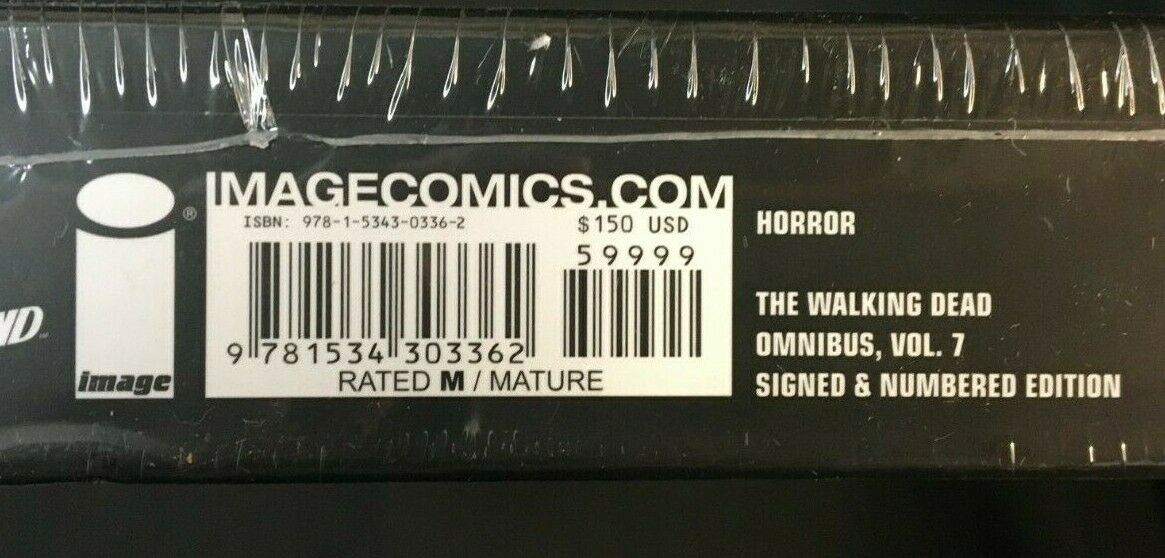 IMAGECOMICS.COM
ISBN: 978-1-5343-0336-2
$150 USD
59999
9 781534 303362
RATED M / MATURE
®
image
HORROR
THE WALKING DEAD
OMNIBUS, VOL. 7
SIGNED & NUMBERED EDITION